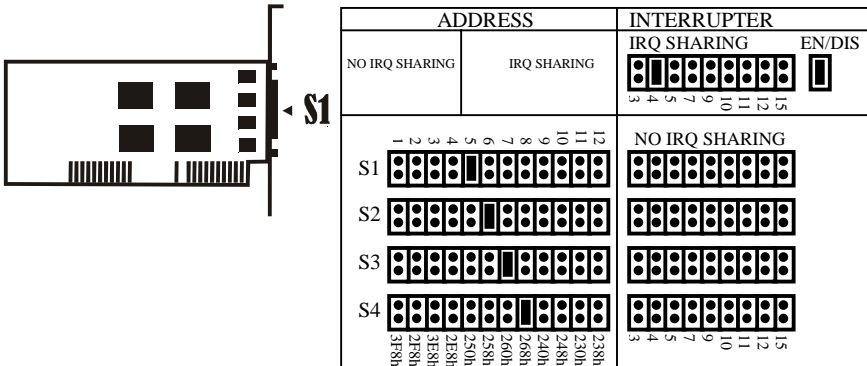 S1
ADDRESS
INTERRUPTER
NO IRQ SHARING
IRQ SHARING
IRQ SHARING
EN/DIS
3 4 5 7 9 10 11 12 15
1 2 3 4 5 6 7 8 9 10 11 12
NO IRQ SHARING
S1
S2
S3
S4
3F8h 2F8h 3E8h 2E8h 250h 258h 260h 268h 240h 248h 230h 238h
3 4 5 7 9 10 11 12 15